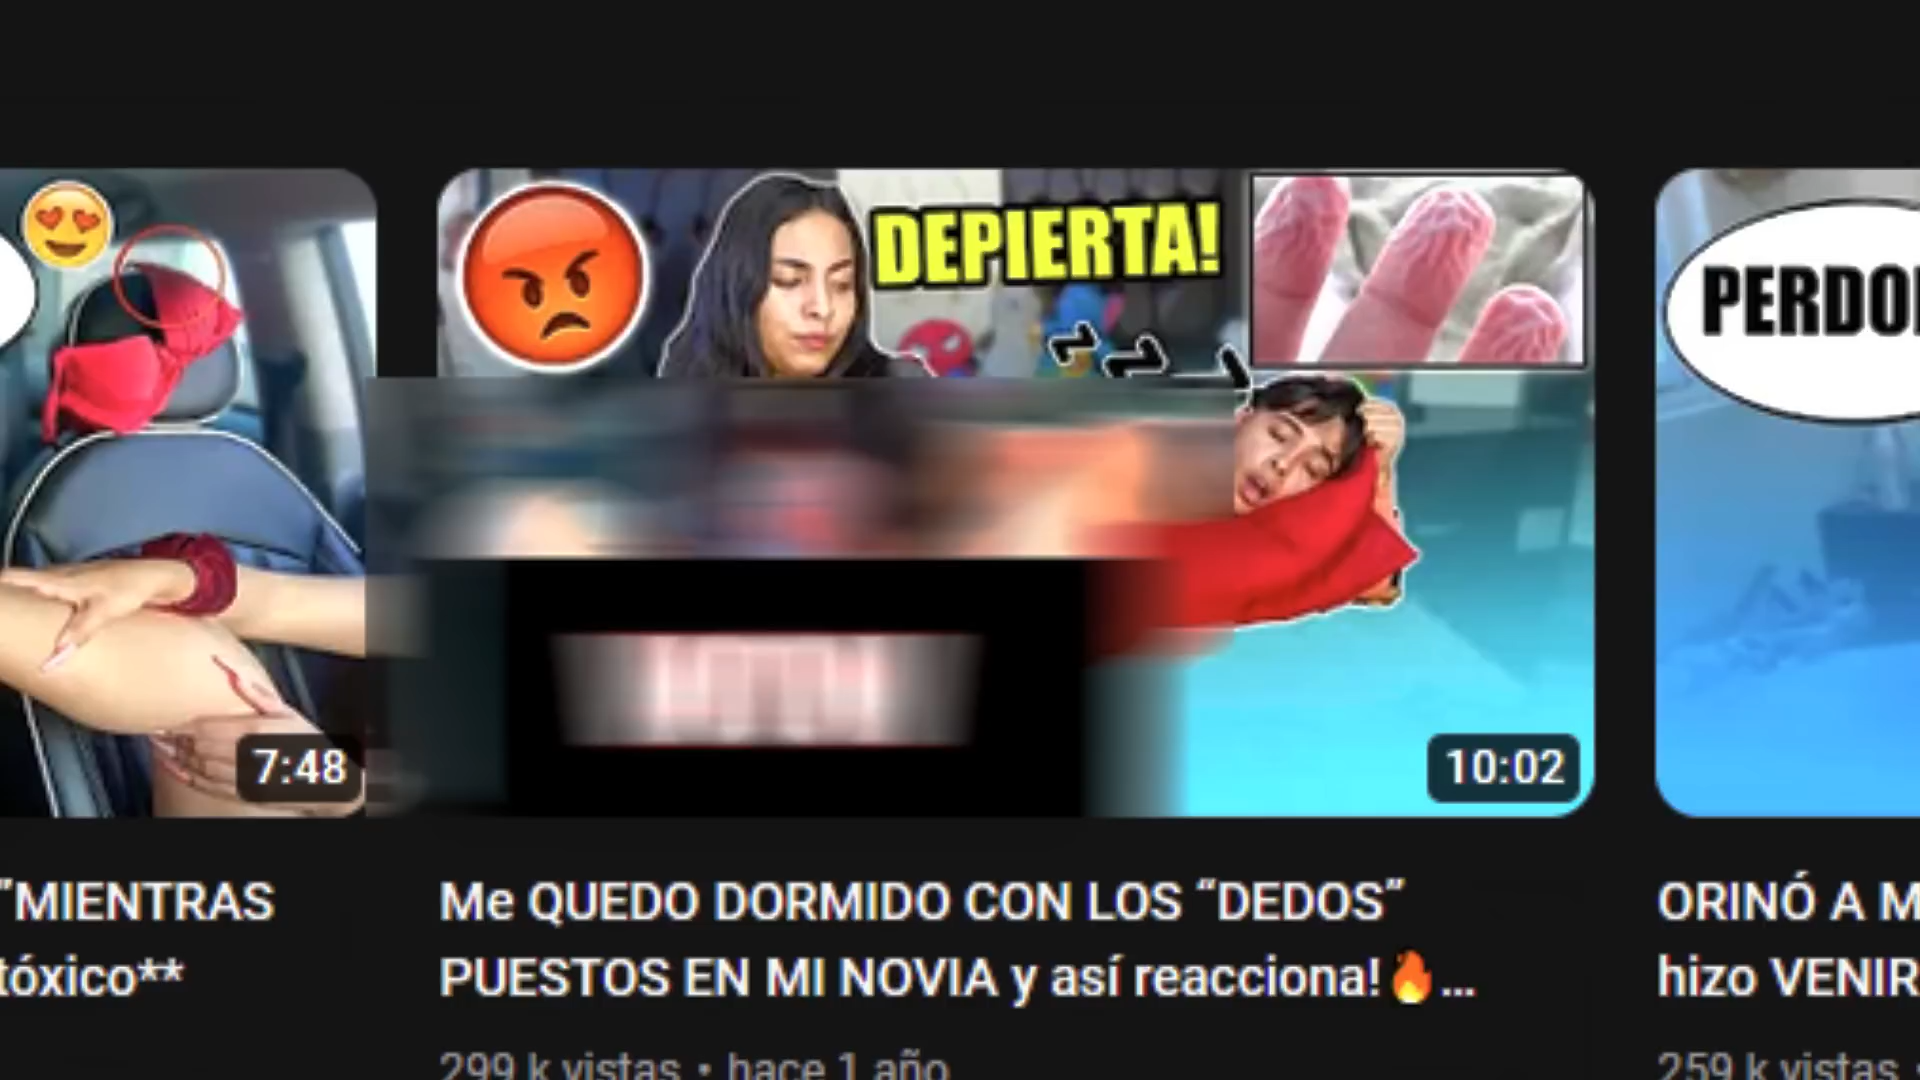 DEPIERTA!
z z z
7:48
10:02
"MIENTRAS
tóxico**
Me QUEDO DORMIDO CON LOS “DEDOS”
PUESTOS EN MI NOVIA y así reacciona!🔥...
299 k vistas • hace 1 año
PERDO
ORINÓ A M
hizo VENIR
259 k vistas